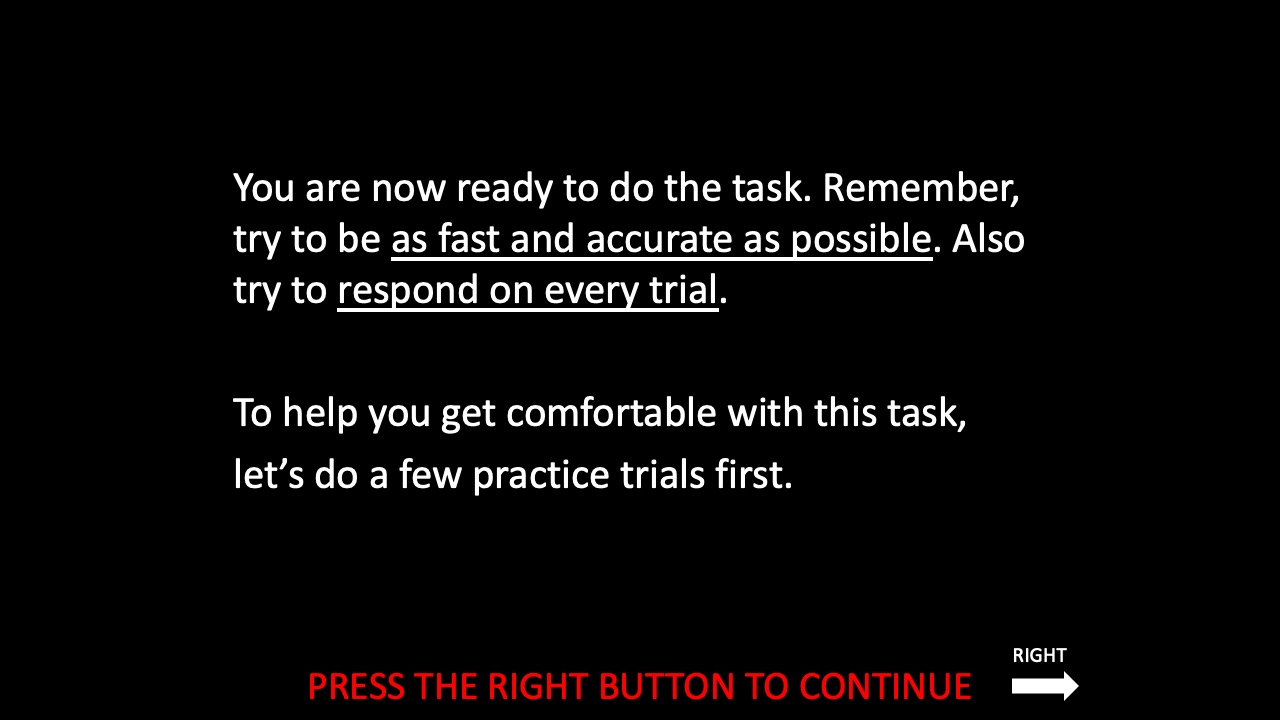 You are now ready to do the task. Remember,
try to be as fast and accurate as possible. Also
try to respond on every trial.
To help you get comfortable with this task,
let’s do a few practice trials first.
RIGHT
PRESS THE RIGHT BUTTON TO CONTINUE